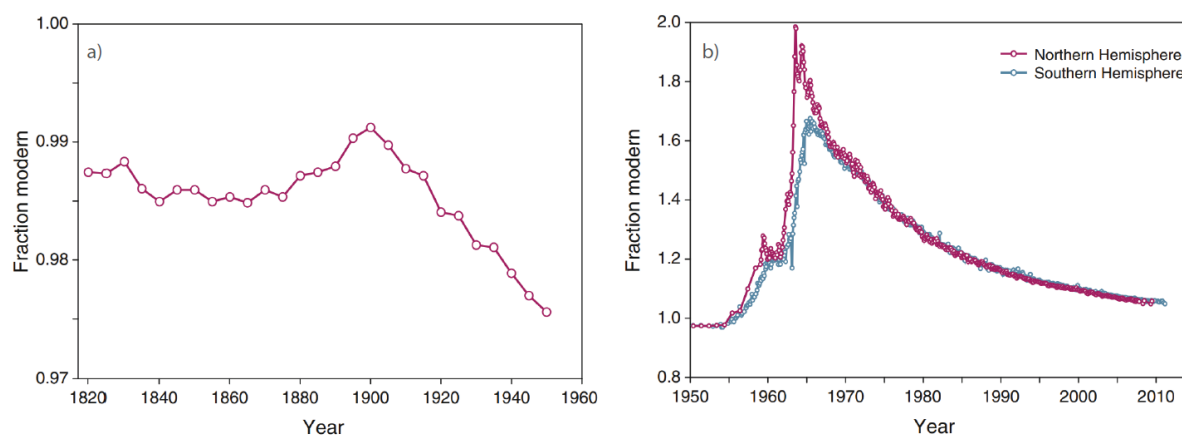 a)
Fraction modern
1.00
0.99
0.98
0.97
1820 1840 1860 1880 1900 1920 1940 1960
Year
b)
Northern Hemisphere
Southern Hemisphere
Fraction modern
2.0
1.8
1.6
1.4
1.2
1.0
0.8
1950 1960 1970 1980 1990 2000 2010
Year